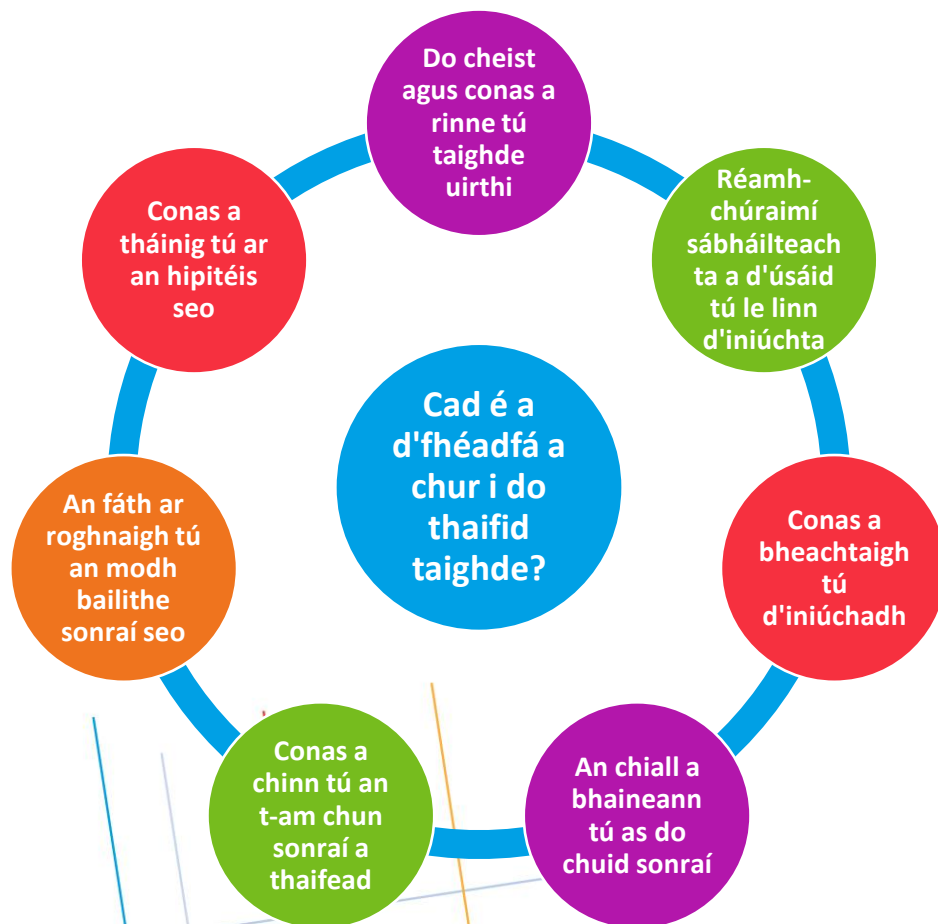 Do cheist
agus conas a
rinne tú
taighde
uirthi
Réamh-
chúraimí
sábháilteach
ta a d'úsáid
tú le linn
d'iniúchta
Conas a
bheachtaigh
tú
d'iniúchadh
An chiall a
bhaineann
tú as do
chuid sonraí
Conas a
chinn tú an
t-am chun
sonraí a
thaifead
An fáth ar
roghnaigh tú
an modh
bailithe
sonraí seo
Conas a
tháinig tú ar
an hipitéis
seo
Cad é a
d'fhéadfá a
chur i do
thaifid
taighde?